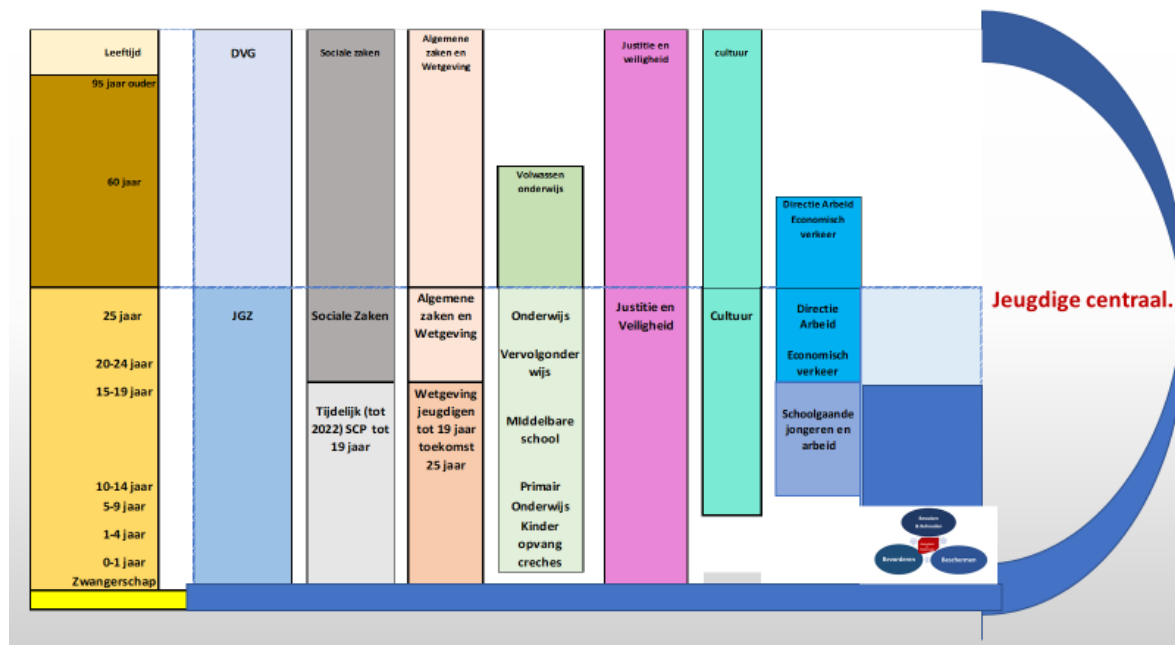 Leeftijd
95 jaar ouder
60 jaar
25 jaar
20-24 jaar
15-19 jaar
10-14 jaar
5-9 jaar
1-4 jaar
0-1 jaar
Zwangerschap
DVG
JGZ
Sociale zaken
Sociale Zaken
Tijdelijk (tot
2022) SCP tot
19 jaar
Algemene
zaken en
Wetgeving
Algemene
zaken en
Wetgeving
Wetgeving
jeugdigen
tot 19 jaar
toekomst
25 jaar
Volwassen
onderwijs
Onderwijs
Vervolgonder
wijs
MIddelbare
school
Primair
Onderwijs
Kinder
opvang
creches
Justitie en
veiligheid
Justitie en
Veiligheid
cultuur
Cultuur
Directie Arbeid
Economisch
verkeer
Directie
Arbeid
Economisch
verkeer
Schoolgaande
jongeren en
arbeid
Bevorderen
Beschermen
Jeugdige centraal.